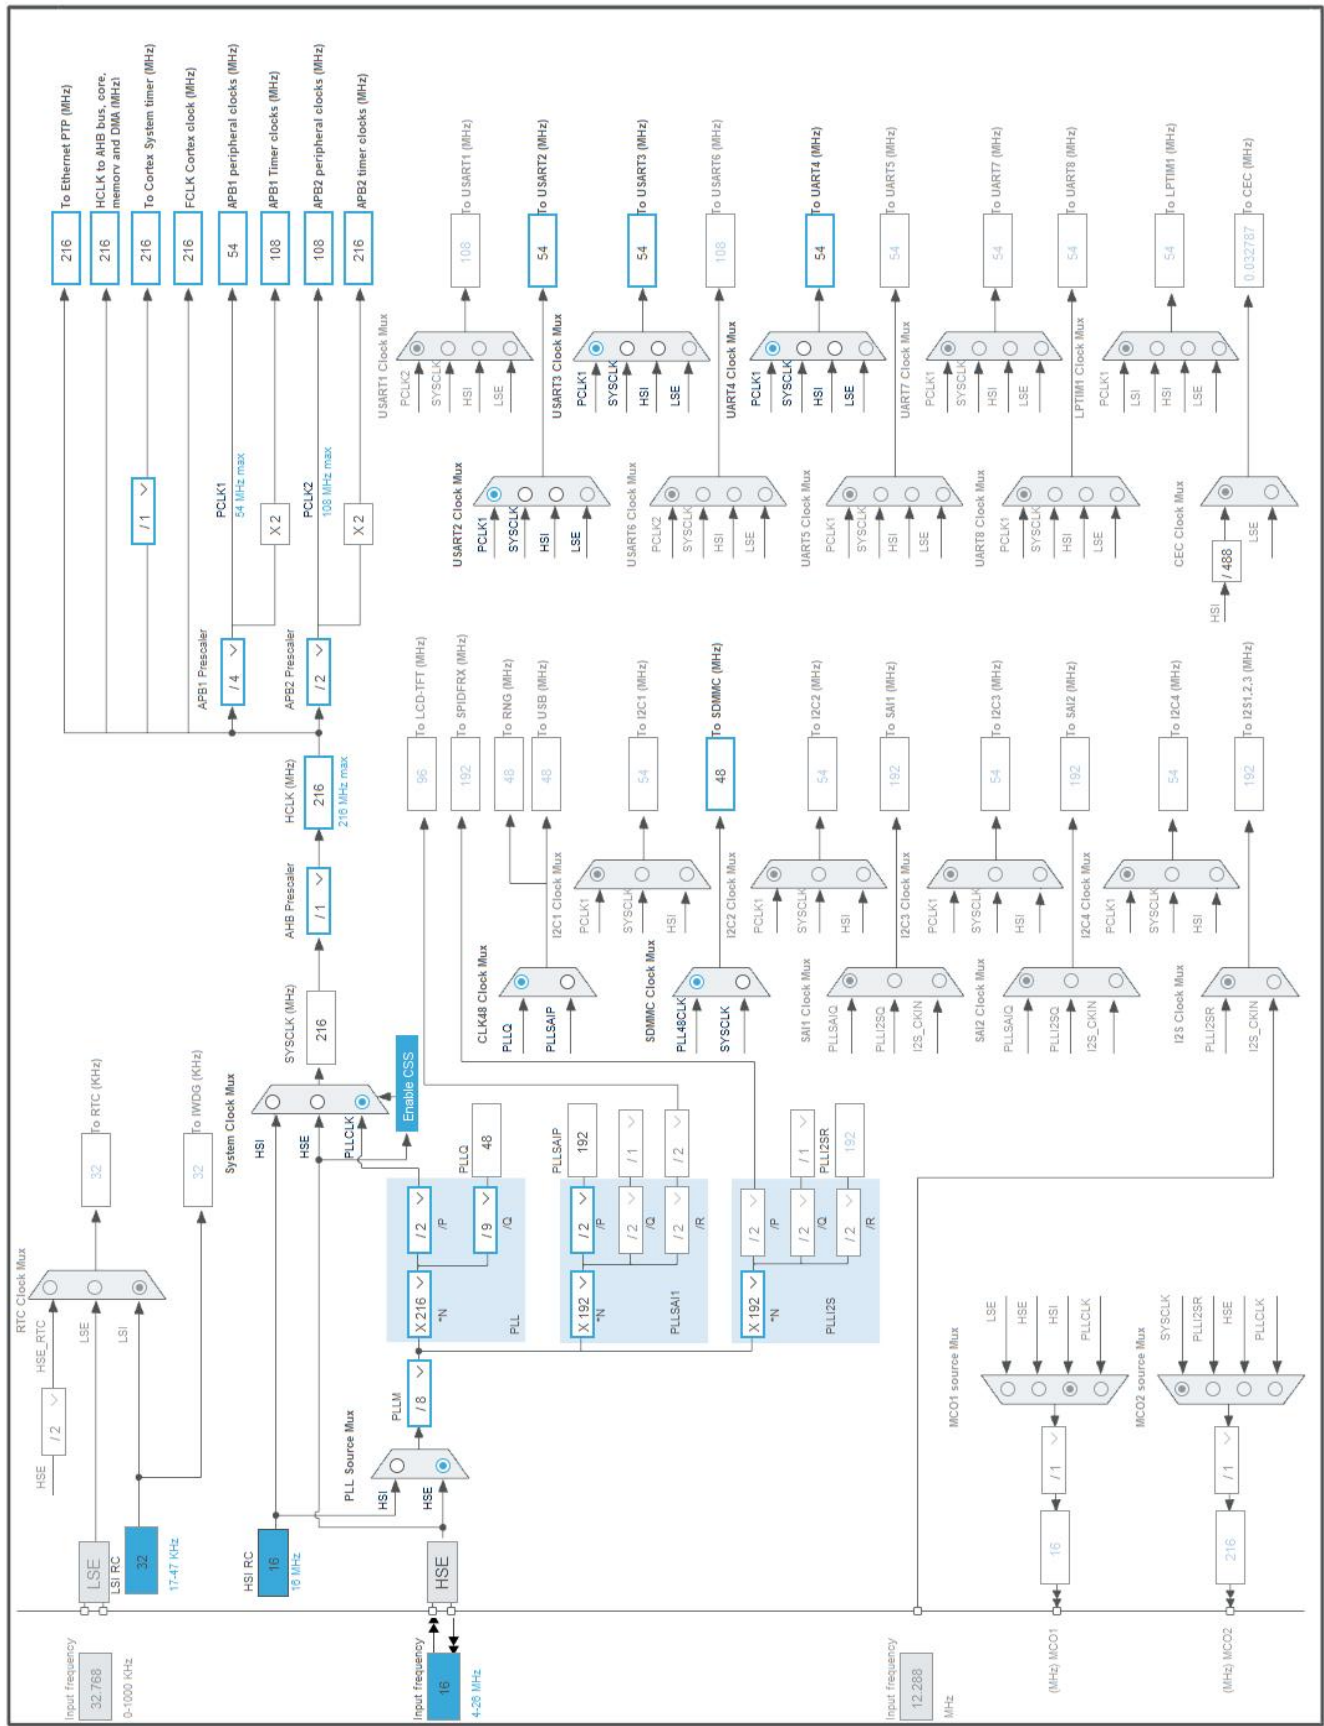 Input frequency
32.768
0-1000 KHz
LSE
LSI RC
32
17-47 KHz
HSE
/ 2
HSE_RTC
LSE
LSI
RTC Clock Mux
32
To RTC (KHz)
32
To IWDG (KHz)
HSI RC
16
16 MHz
Input frequency
16
4-26 MHz
HSE
PLL Source Mux
HSI
HSE
PLLM
/ 8
X 216
*N
/ 2
/P
/ 9
/Q
PLLQ
48
PLL
X 192
*N
/ 2
/P
/ 2
/Q
/ 2
/R
PLLSAIP
192
/ 1
/ 2
PLLSAI1
X 192
*N
/ 2
/P
/ 2
/Q
/ 2
/R
/ 1
PLLI2SR
192
PLLI2S
System Clock Mux
HSI
HSE
PLLCLK
Enable CSS
SYSCLK (MHz)
216
AHB Prescaler
/ 1
HCLK (MHz)
216
216 MHz max
APB1 Prescaler
/ 4
APB2 Prescaler
/ 2
/ 1
PCLK1
54 MHz max
X 2
PCLK2
108 MHz max
X 2
216
To Ethernet PTP (MHz)
216
HCLK to AHB bus, core,
memory and DMA (MHz)
216
To Cortex System timer (MHz)
216
FCLK Cortex clock (MHz)
54
APB1 peripheral clocks (MHz)
108
APB1 Timer clocks (MHz)
108
APB2 peripheral clocks (MHz)
216
APB2 timer clocks (MHz)
96
To LCD-TFT (MHz)
192
To SPIDFRX (MHz)
48
To RNG (MHz)
48
To USB (MHz)
CLK48 Clock Mux
PLLQ
PLLSAIP
I2C1 Clock Mux
PCLK1
SYSCLK
HSI
54
To I2C1 (MHz)
SDMMC Clock Mux
PLL48CLK
SYSCLK
48
To SDMMC (MHz)
I2C2 Clock Mux
PCLK1
SYSCLK
HSI
54
To I2C2 (MHz)
SAI1 Clock Mux
PLLSAIQ
PLLI2SQ
I2S_CKIN
192
To SAI1 (MHz)
I2C3 Clock Mux
PCLK1
SYSCLK
HSI
54
To I2C3 (MHz)
SAI2 Clock Mux
PLLSAIQ
PLLI2SQ
I2S_CKIN
192
To SAI2 (MHz)
I2C4 Clock Mux
PCLK1
SYSCLK
HSI
54
To I2C4 (MHz)
I2S Clock Mux
PLLI2SR
I2S_CKIN
192
To I2S1,2,3 (MHz)
USART1 Clock Mux
PCLK2
SYSCLK
HSI
LSE
108
To USART1 (MHz)
USART2 Clock Mux
PCLK1
SYSCLK
HSI
LSE
54
To USART2 (MHz)
USART3 Clock Mux
PCLK1
SYSCLK
HSI
LSE
54
To USART3 (MHz)
USART6 Clock Mux
PCLK2
SYSCLK
HSI
LSE
108
To USART6 (MHz)
UART4 Clock Mux
PCLK1
SYSCLK
HSI
LSE
54
To UART4 (MHz)
UART5 Clock Mux
PCLK1
SYSCLK
HSI
LSE
54
To UART5 (MHz)
UART7 Clock Mux
PCLK1
SYSCLK
HSI
LSE
54
To UART7 (MHz)
UART8 Clock Mux
PCLK1
SYSCLK
HSI
LSE
54
To UART8 (MHz)
LPTIM1 Clock Mux
PCLK1
LSI
HSI
LSE
54
To LPTIM1 (MHz)
CEC Clock Mux
HSI
/ 488
LSE
0.032787
To CEC (MHz)
Input frequency
12.288
MHz
MCO1 source Mux
LSE
HSE
HSI
PLLCLK
/ 1
16
(MHz) MCO1
MCO2 source Mux
SYSCLK
PLLI2SR
HSE
PLLCLK
/ 1
216
(MHz) MCO2